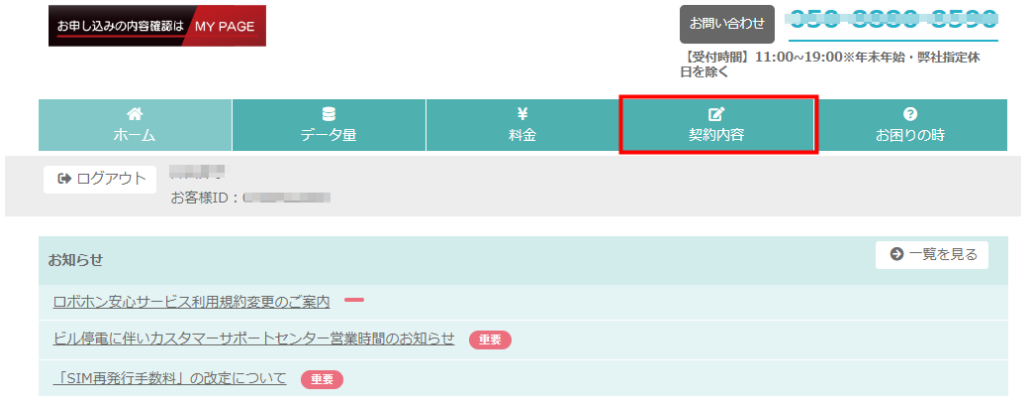 お申し込みの内容確認は MY PAGE
お問い合わせ
【受付時間】11:00~19:00※年末年始・弊社指定休
日を除く
ホーム
データ量
¥
料金
契約内容
?
お困りの時
ログアウト
お客様ID：
お知らせ
一覧を見る
ロボホン安心サービス利用規約変更のご案内
ビル停電に伴いカスタマーサポートセンター営業時間のお知らせ 重要
「SIM再発行手数料」の改定について 重要